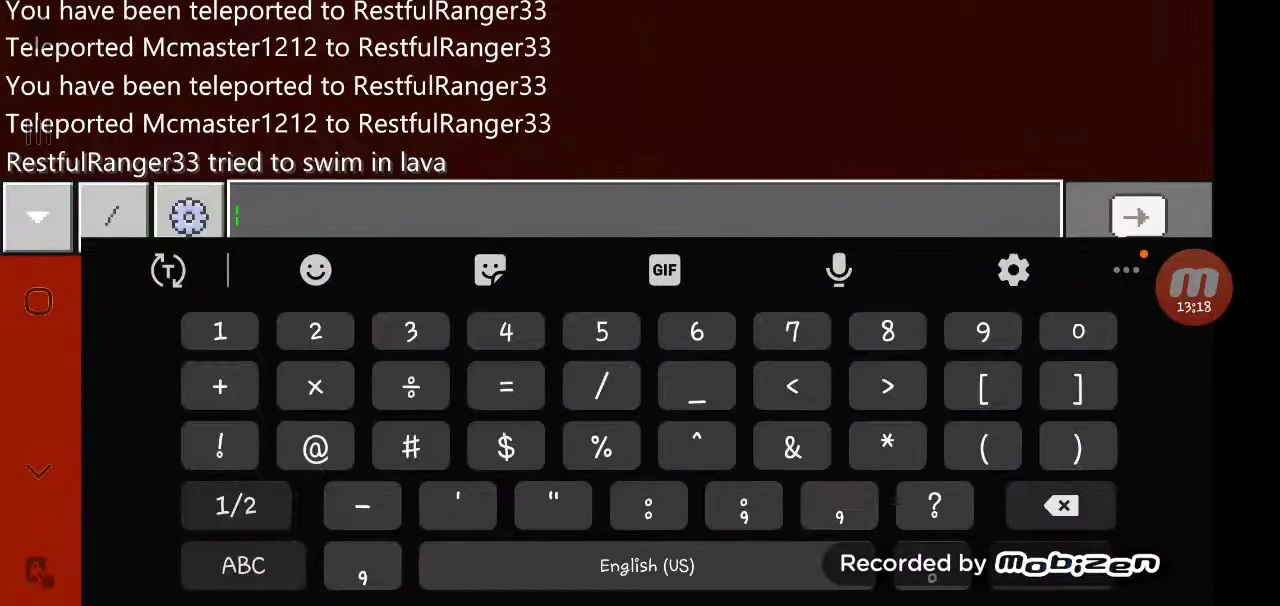 You have been teleported to RestfulRanger33
Teleported Mcmaster1212 to RestfulRanger33
You have been teleported to RestfulRanger33
Teleported Mcmaster1212 to RestfulRanger33
RestfulRanger33 tried to swim in lava
/
T GIF
13:18
1 2 3 4 5 6 7 8 9 0
+ × ÷ = / _ < > [ ]
! @ # $ % ^ & * ( )
1/2 - ' " : ; , ?
ABC , English (US)
Recorded by mobizen